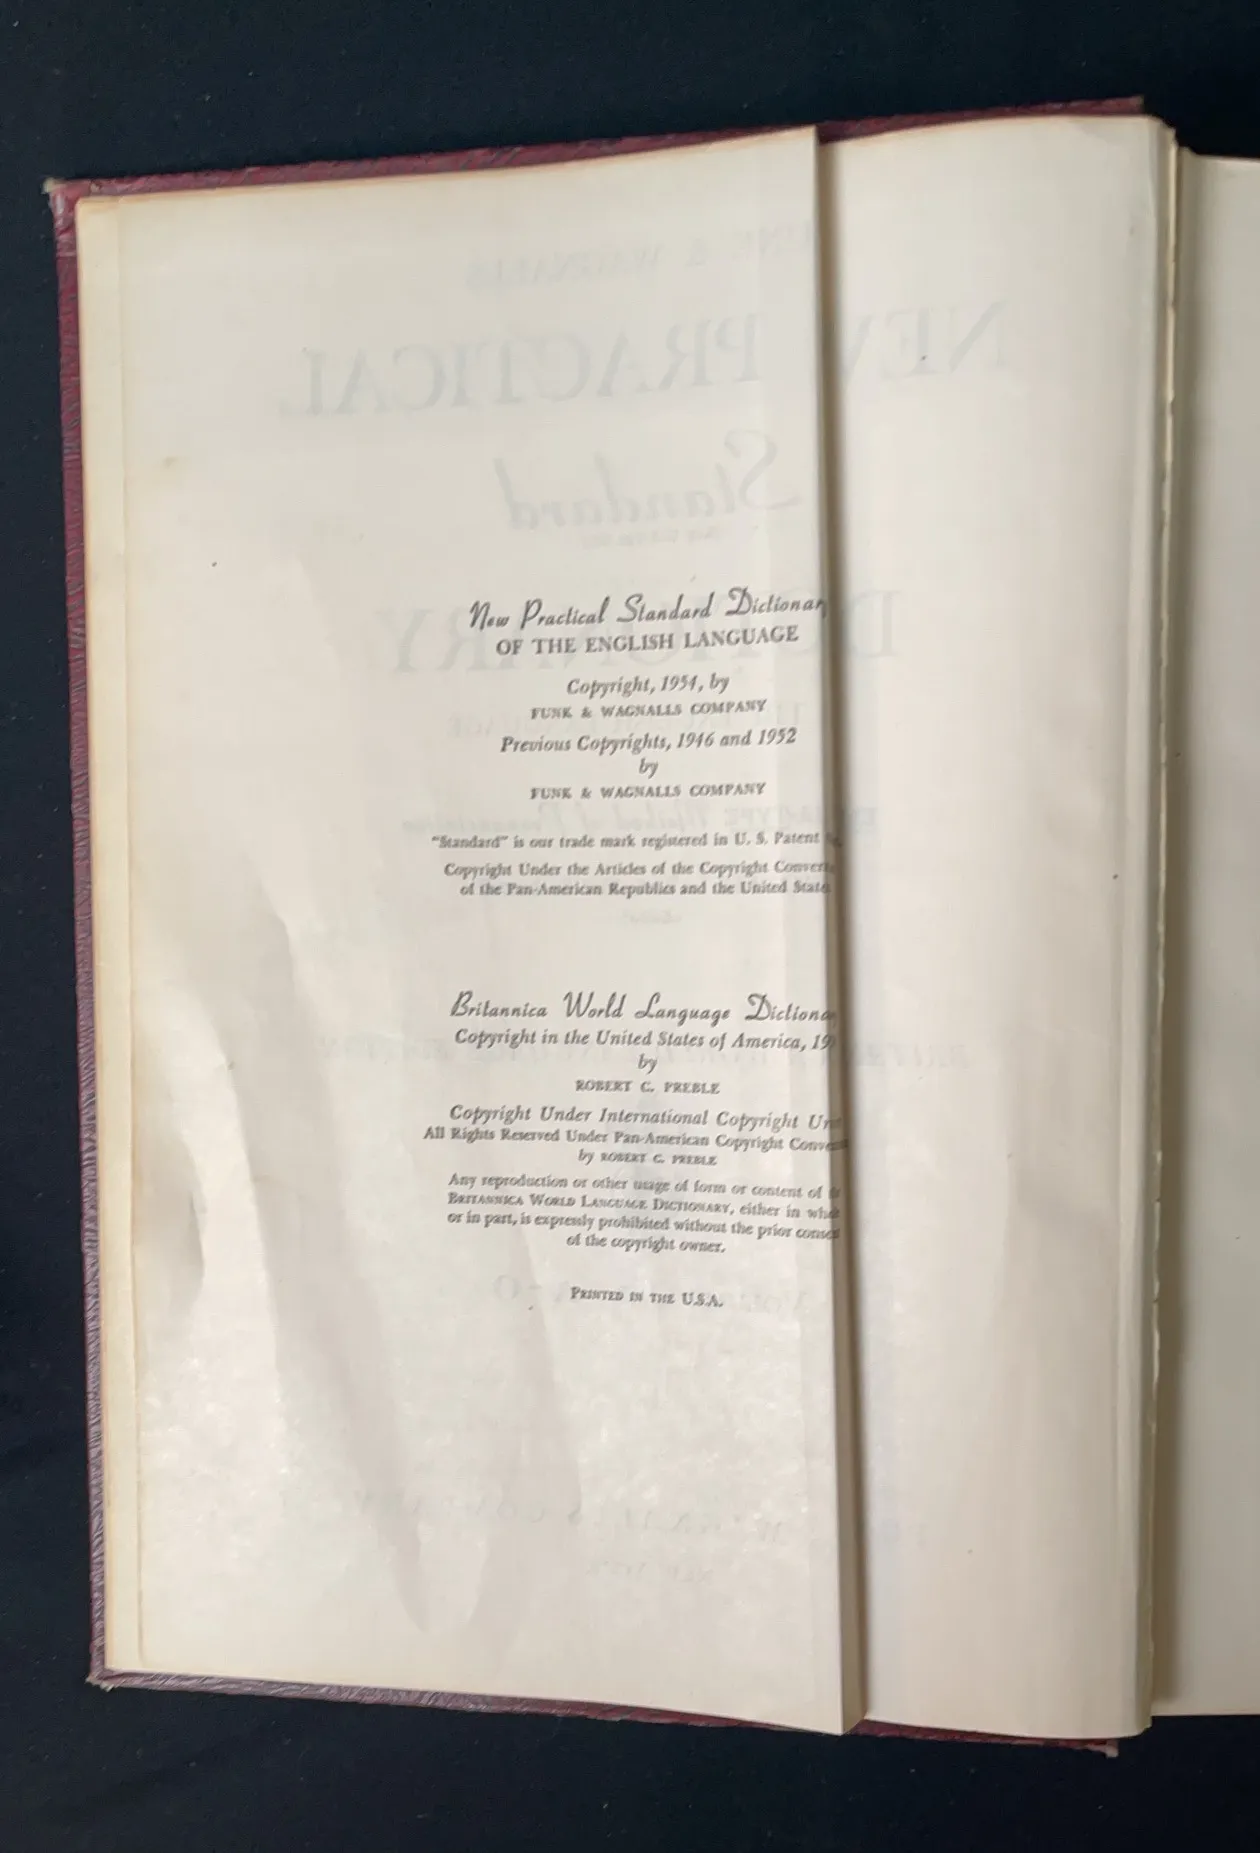 New Practical Standard Dictionar
OF THE ENGLISH LANGUAGE
Copyright, 1954, by
FUNK & WAGNALLS COMPANY
Previous Copyrights, 1946 and 1952
by
FUNK & WAGNALLS COMPANY
"Standard" is our trade mark registered in U. S. Patent
Copyright Under the Articles of the Copyright Conven
of the Pan-American Republics and the United State
Britannica World Language Dictiona
Copyright in the United States of America, 19
by
ROBERT C. PREBLE
Copyright Under International Copyright Un
All Rights Reserved Under Pan-American Copyright Conve
by ROBERT C. PREBLE
Any reproduction or other usage of form or content of
BRITANNICA WORLD LANGUAGE DICTIONARY, either in who
or in part, is expressly prohibited without the prior conse
of the copyright owner.
PRINTED IN THE U.S.A.